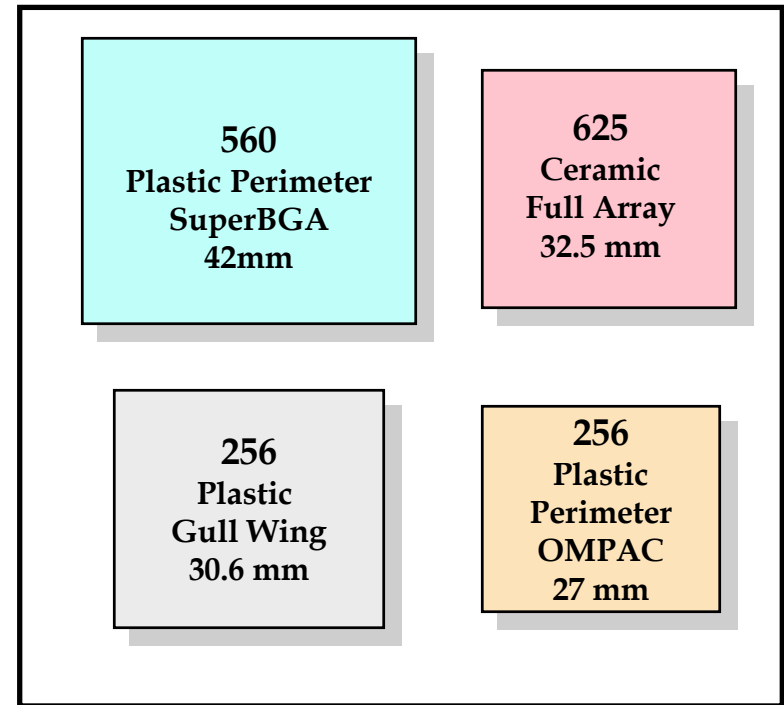 560
Plastic Perimeter
SuperBGA
42mm
625
Ceramic
Full Array
32.5 mm
256
Plastic
Gull Wing
30.6 mm
256
Plastic
Perimeter
OMPAC
27 mm